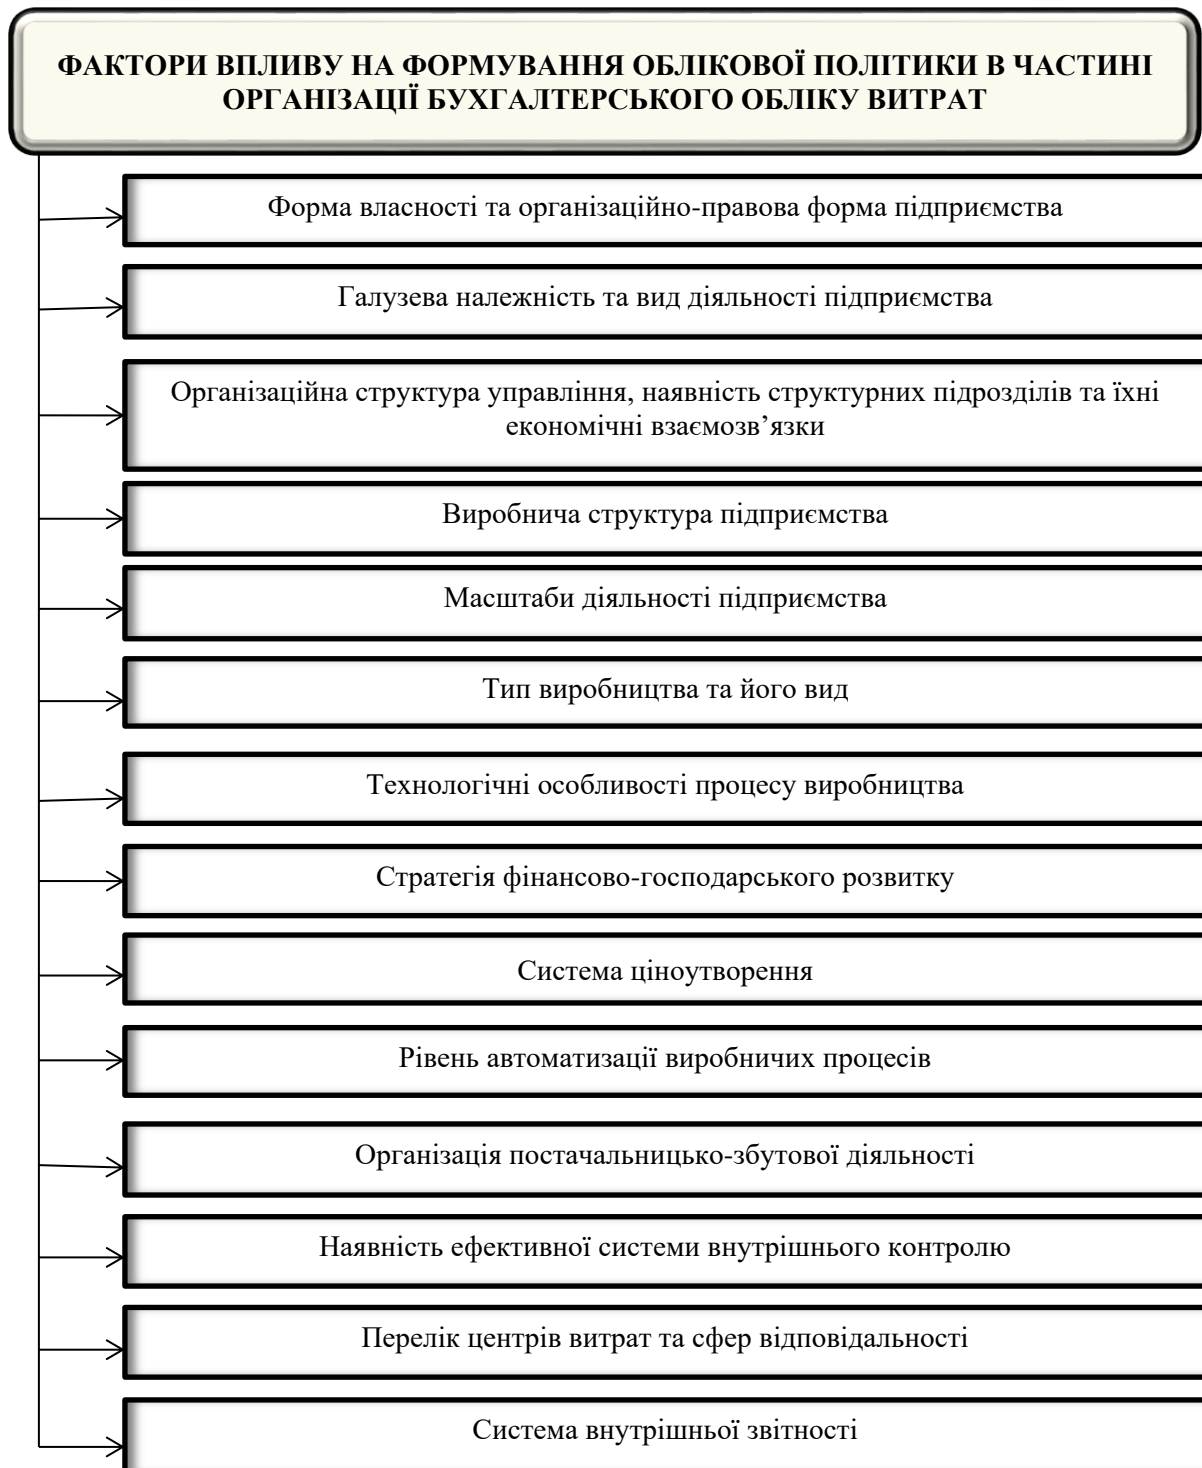 ФАКТОРИ ВПЛИВУ НА ФОРМУВАННЯ ОБЛІКОВОЇ ПОЛІТИКИ В ЧАСТИНІ
ОРГАНІЗАЦІЇ БУХГАЛТЕРСЬКОГО ОБЛІКУ ВИТРАТ
Форма власності та організаційно-правова форма підприємства
Галузева належність та вид діяльності підприємства
Організаційна структура управління, наявність структурних підрозділів та їхні
економічні взаємозв’язки
Виробнича структура підприємства
Масштаби діяльності підприємства
Тип виробництва та його вид
Технологічні особливості процесу виробництва
Стратегія фінансово-господарського розвитку
Система ціноутворення
Рівень автоматизації виробничих процесів
Організація постачальницько-збутової діяльності
Наявність ефективної системи внутрішнього контролю
Перелік центрів витрат та сфер відповідальності
Система внутрішньої звітності